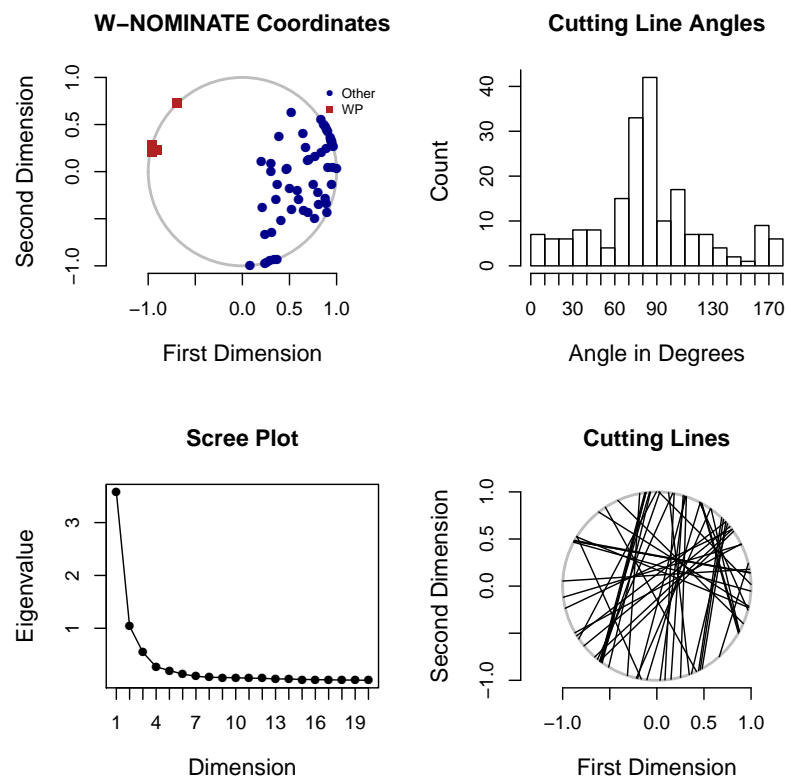 W−NOMINATE Coordinates
Second Dimension
1.0
0.5
0.0
−1.0
Other
WP
−1.0 0.0 0.5 1.0
First Dimension
Cutting Line Angles
Count
40
30
20
10
0
0 30 60 90 130 170
Angle in Degrees
Scree Plot
Eigenvalue
3
2
1
1 4 7 10 13 16 19
Dimension
Cutting Lines
Second Dimension
1.0
0.5
0.0
−1.0
−1.0 0.0 0.5 1.0
First Dimension